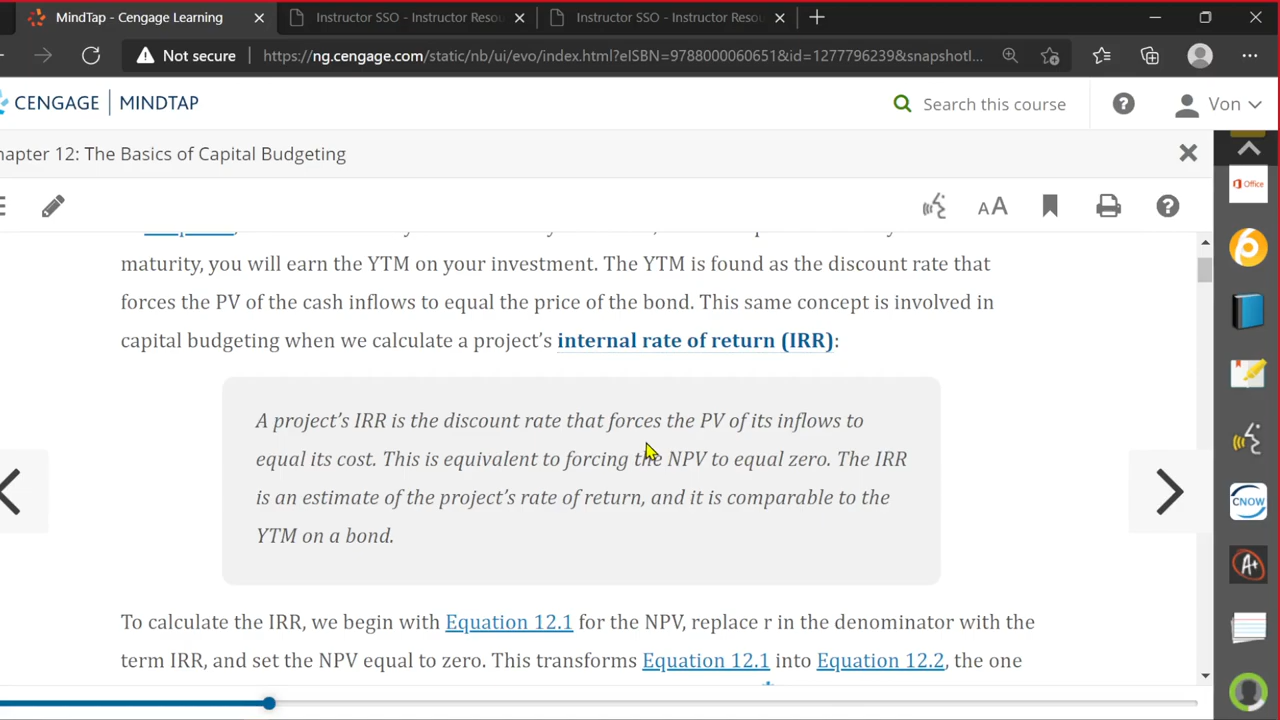 MindTap - Cengage Learning
Instructor SSO - Instructor Resou
Instructor SSO - Instructor Resou
Not secure
https://ng.cengage.com/static/nb/ui/evo/index.html?eISBN=9788000060651&id=1277796239&snapshotI...
CENGAGE | MINDTAP
Search this course
Von
hapter 12: The Basics of Capital Budgeting
AA
Office
maturity, you will earn the YTM on your investment. The YTM is found as the discount rate that
forces the PV of the cash inflows to equal the price of the bond. This same concept is involved in
capital budgeting when we calculate a project's internal rate of return (IRR):
A project's IRR is the discount rate that forces the PV of its inflows to
equal its cost. This is equivalent to forcing the NPV to equal zero. The IRR
is an estimate of the project's rate of return, and it is comparable to the
YTM on a bond.
CNOW
A+
To calculate the IRR, we begin with Equation 12.1 for the NPV, replace r in the denominator with the
term IRR, and set the NPV equal to zero. This transforms Equation 12.1 into Equation 12.2, the one